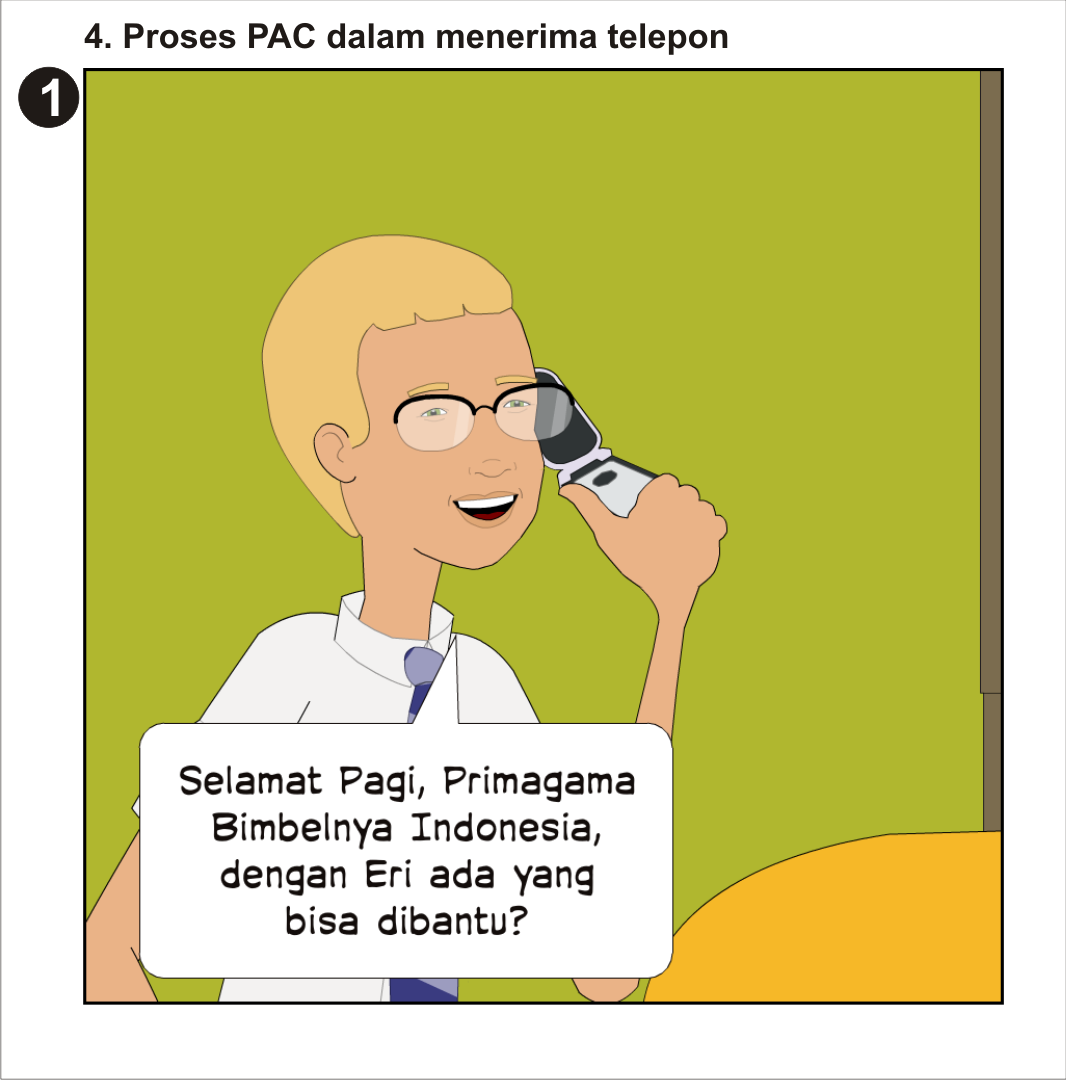 4. Proses PAC dalam menerima telepon
1
Selamat Pagi, Primagama
Bimbelnya Indonesia,
dengan Eri ada yang
bisa dibantu?